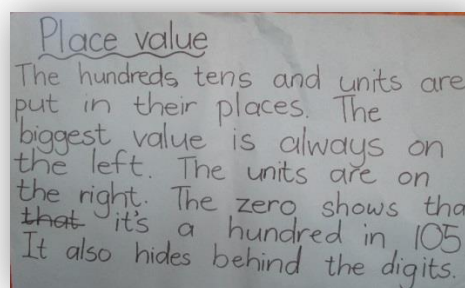 Place value
The hundreds tens and units are
put in their places. The
biggest value is always on
the left. The units are on
the right. The zero shows tha
that it's a hundred in 105
It also hides behind the digits.